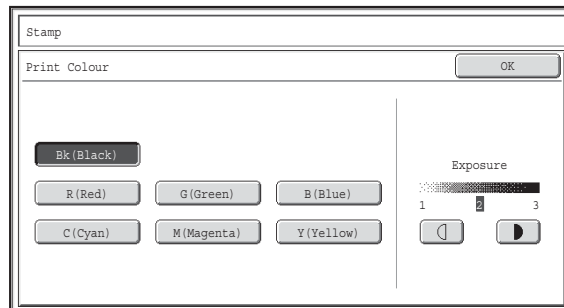 Stamp
Print Colour
OK
Bk(Black)
R(Red) G(Green) B(Blue)
C(Cyan) M(Magenta) Y(Yellow)
Exposure
1 2 3